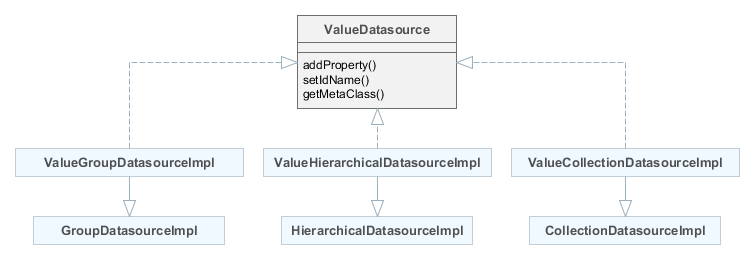 ValueDatasource
addProperty()
setIdName()
getMetaClass()
ValueGroupDatasourceImpl
ValueHierarchicalDatasourceImpl
ValueCollectionDatasourceImpl
GroupDatasourceImpl
HierarchicalDatasourceImpl
CollectionDatasourceImpl